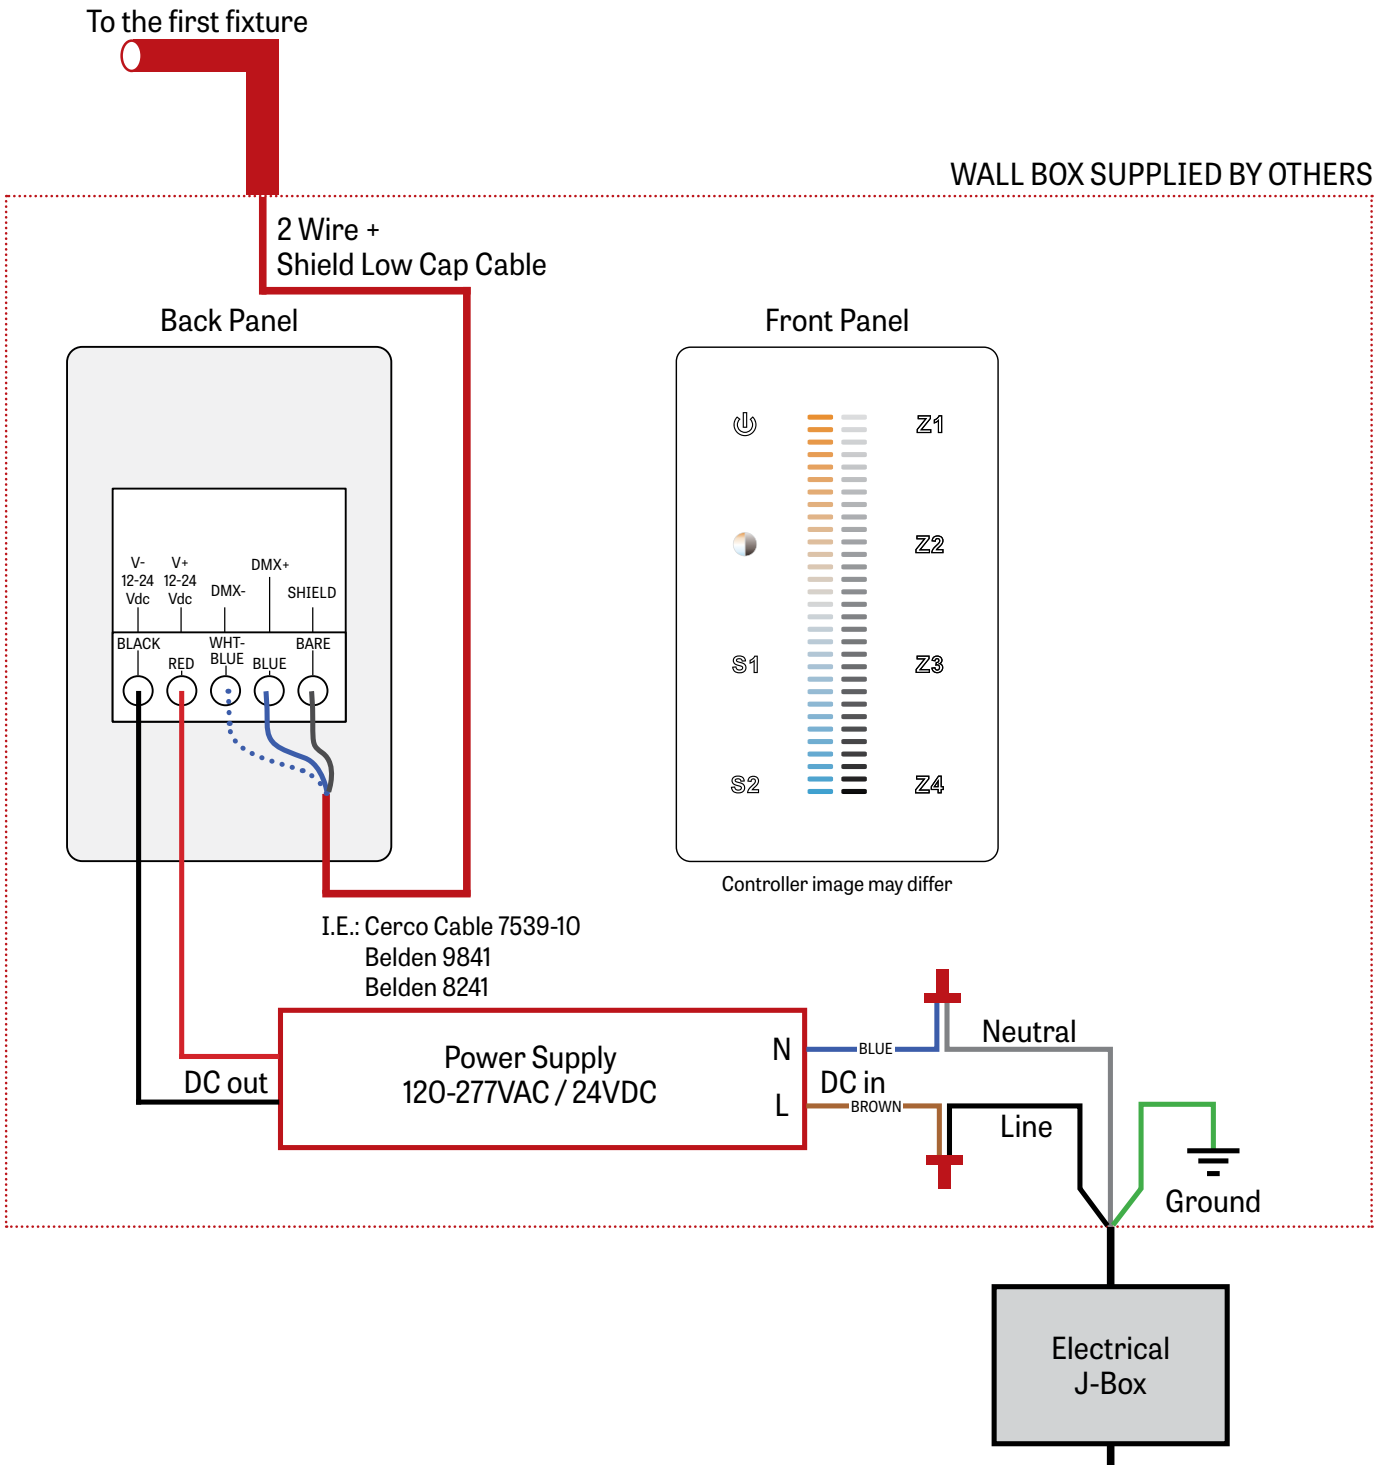 To the first fixture
WALL BOX SUPPLIED BY OTHERS
2 Wire +
Shield Low Cap Cable
Back Panel
Front Panel
V-
12-24
Vdc
V+
12-24
Vdc
DMX-
DMX+
SHIELD
BLACK
RED
WHT-
BLUE
BLUE
BARE
Z1
Z2
S1
Z3
S2
Z4
Controller image may differ
I.E.: Cerco Cable 7539-10
Belden 9841
Belden 8241
Power Supply
120-277VAC / 24VDC
DC out
N
L
BLUE
DC in
BROWN
Neutral
Line
Ground
Electrical
J-Box